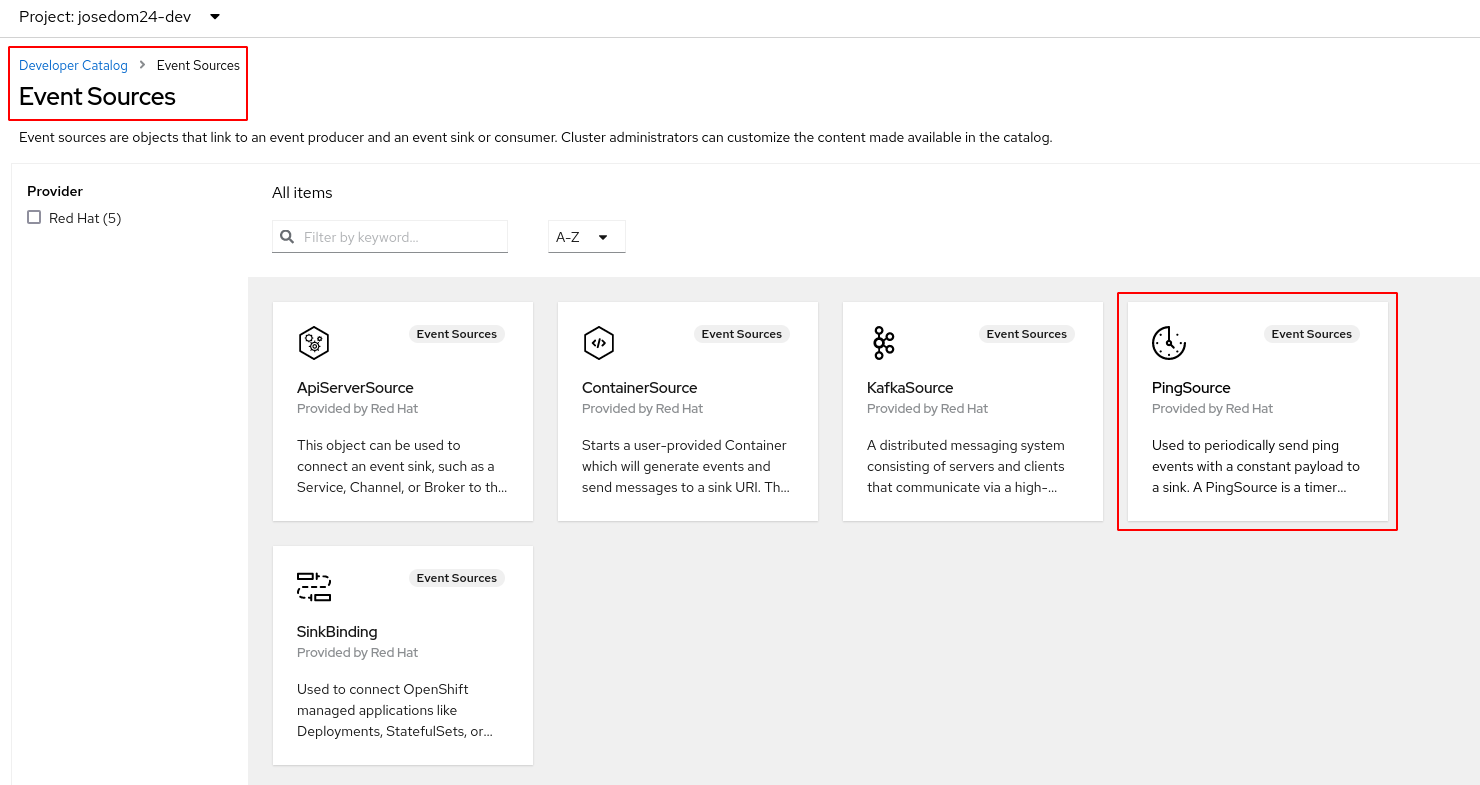 Project: josedom24-dev
Developer Catalog > Event Sources
Event Sources
Event sources are objects that link to an event producer and an event sink or consumer. Cluster administrators can customize the content made available in the catalog.
Provider
Red Hat (5)
All items
Filter by keyword...
A-Z
Event Sources
ApiServerSource
Provided by Red Hat
This object can be used to
connect an event sink, such as a
Service, Channel, or Broker to th...
Event Sources
ContainerSource
Provided by Red Hat
Starts a user-provided Container
which will generate events and
send messages to a sink URI. Th...
Event Sources
KafkaSource
Provided by Red Hat
A distributed messaging system
consisting of servers and clients
that communicate via a high-...
Event Sources
PingSource
Provided by Red Hat
Used to periodically send ping
events with a constant payload to
a sink. A PingSource is a timer...
Event Sources
SinkBinding
Provided by Red Hat
Used to connect OpenShift
managed applications like
Deployments, StatefulSets, or...